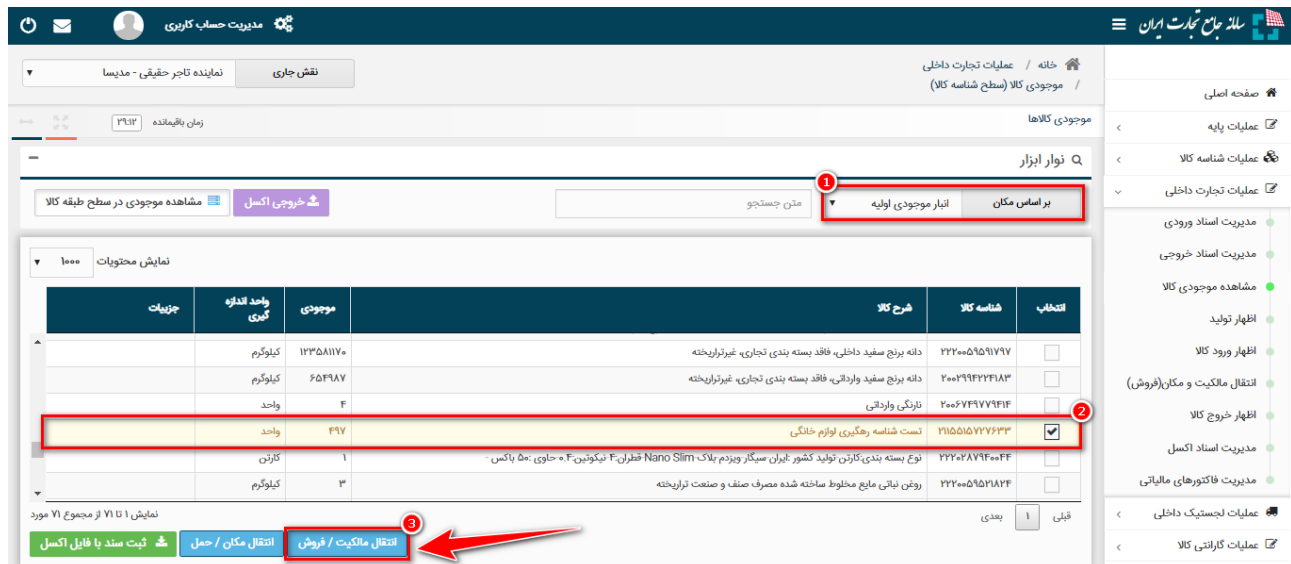 سامانه جامع تجارت ایران
مدیریت حساب کاربری
خانه / عملیات تجارت داخلی
/ موجودی کالا (سطح شناسه کالا)
نقش جاری
نماینده تاجر حقیقی - مدیسا
موجودی کالاها
زمان باقیمانده ۲۹:۱۲
نوار ابزار
1
بر اساس مکان
انبار موجودی اولیه
متن جستجو
خروجی اکسل
مشاهده موجودی در سطح طبقه کالا
نمایش محتویات ۱۰۰۰
انتخاب شناسه کالا شرح کالا موجودی واحد اندازه گیری جزییات
۲۲۲۰۰۵۹۵۹۱۷۹۷ دانه برنج سفید داخلی، فاقد بسته بندی تجاری، غیرتراریخته ۱۲۳۵۸۱۱۷۰ کیلوگرم
۲۰۰۲۹۹۴۲۲۴۱۸۳ دانه برنج سفید وارداتی، فاقد بسته بندی تجاری، غیرتراریخته ۶۵۴۹۸۷ کیلوگرم
۲۰۰۶۷۴۹۷۷۹۴۱۴ نارنگی وارداتی ۴ واحد
2
۲۱۱۵۵۱۵۷۲۷۶۳۳ تست شناسه رهگیری لوازم خانگی ۴۹۷ واحد
۲۲۲۰۲۸۷۹۴۰۰۴۴ نوع بسته بندی:کارتن-تولید کشور :ایران-سیگار-ویزدم بلاک-Nano Slim قطران:۴ نیکوتین:۰.۴-حاوی :۵۰ باکس - ۱ کارتن
۲۲۲۰۰۵۹۵۲۱۸۲۴ روغن نباتی مایع مخلوط ساخته شده مصرف صنف و صنعت تراریخته ۳ کیلوگرم
قبلی ۱ بعدی
نمایش ۱ تا ۷۱ از مجموع ۷۱ مورد
3
انتقال مالکیت / فروش
انتقال مکان / حمل
ثبت سند با فایل اکسل
صفحه اصلی
عملیات پایه
عملیات شناسه کالا
عملیات تجارت داخلی
مدیریت اسناد ورودی
مدیریت اسناد خروجی
مشاهده موجودی کالا
اظهار تولید
اظهار ورود کالا
انتقال مالکیت و مکان(فروش)
اظهار خروج کالا
مدیریت اسناد اکسل
مدیریت فاکتورهای مالیاتی
عملیات لجستیک داخلی
عملیات گارانتی کالا